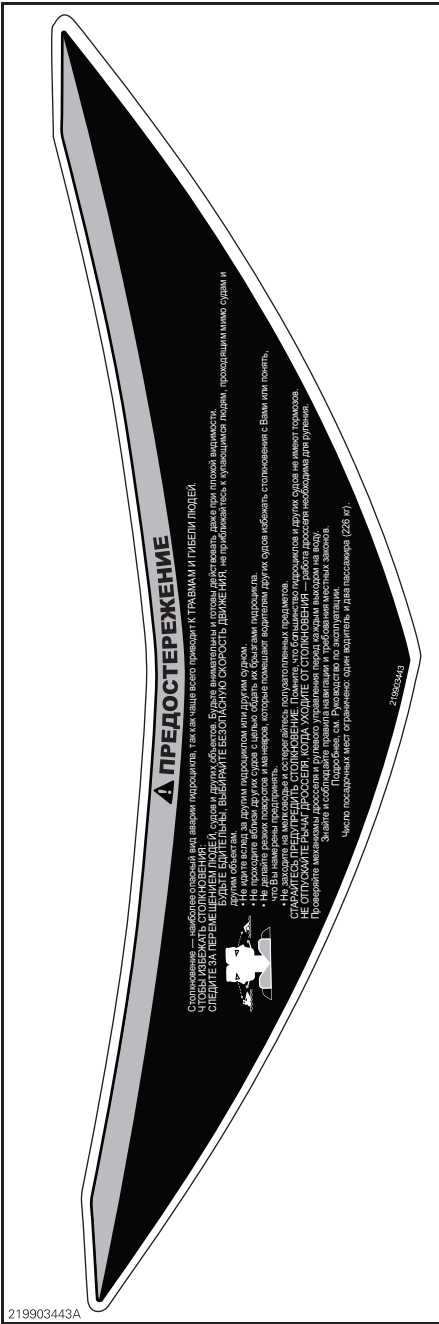 ⚠ ПРЕДОСТЕРЕЖЕНИЕ
Столкновение — наиболее опасный вид аварии гидроцикла, так как чаще всего приводит К ТРАВМАМ И ГИБЕЛИ ЛЮДЕЙ.
ЧТОБЫ ИЗБЕЖАТЬ СТОЛКНОВЕНИЯ:
СЛЕДИТЕ ЗА ПЕРЕМЕЩЕНИЕМ ЛЮДЕЙ, судов и других объектов. Будьте внимательны и готовы действовать даже при плохой видимости.
БУДЬТЕ БДИТЕЛЬНЫ, ВЫБИРАЙТЕ БЕЗОПАСНУЮ СКОРОСТЬ ДВИЖЕНИЯ, не приближайтесь к купающимся людям, проходящим мимо судам и
другим объектам.
• Не идите вслед за другим гидроциклом или другим судном.
• Не проходите вблизи других судов с целью обдать их брызгами гидроцикла.
• Не делайте резких поворотов и маневров, которые помешают водителям других судов избежать столкновения с Вами или понять,
что Вы намерены предпринять.
• Не заходите на мелководье и остерегайтесь полузатопленных предметов.
СТАРАЙТЕСЬ ПРЕДУПРЕДИТЬ СТОЛКНОВЕНИЕ. Помните, что большинство гидроциклов и других судов не имеют тормозов.
НЕ ОТПУСКАЙТЕ РЫЧАГ ДРОССЕЛЯ, КОГДА УХОДИТЕ ОТ СТОЛКНОВЕНИЯ — работа дросселя необходима для руления.
Проверяйте механизмы дросселя и рулевого управления перед каждым выходом на воду.
Знайте и соблюдайте правила навигации и требования местных законов.
Подробнее, см. Руководство по эксплуатации.
Число посадочных мест ограничено: один водитель и два пассажира (226 кг).
219903443
219903443A